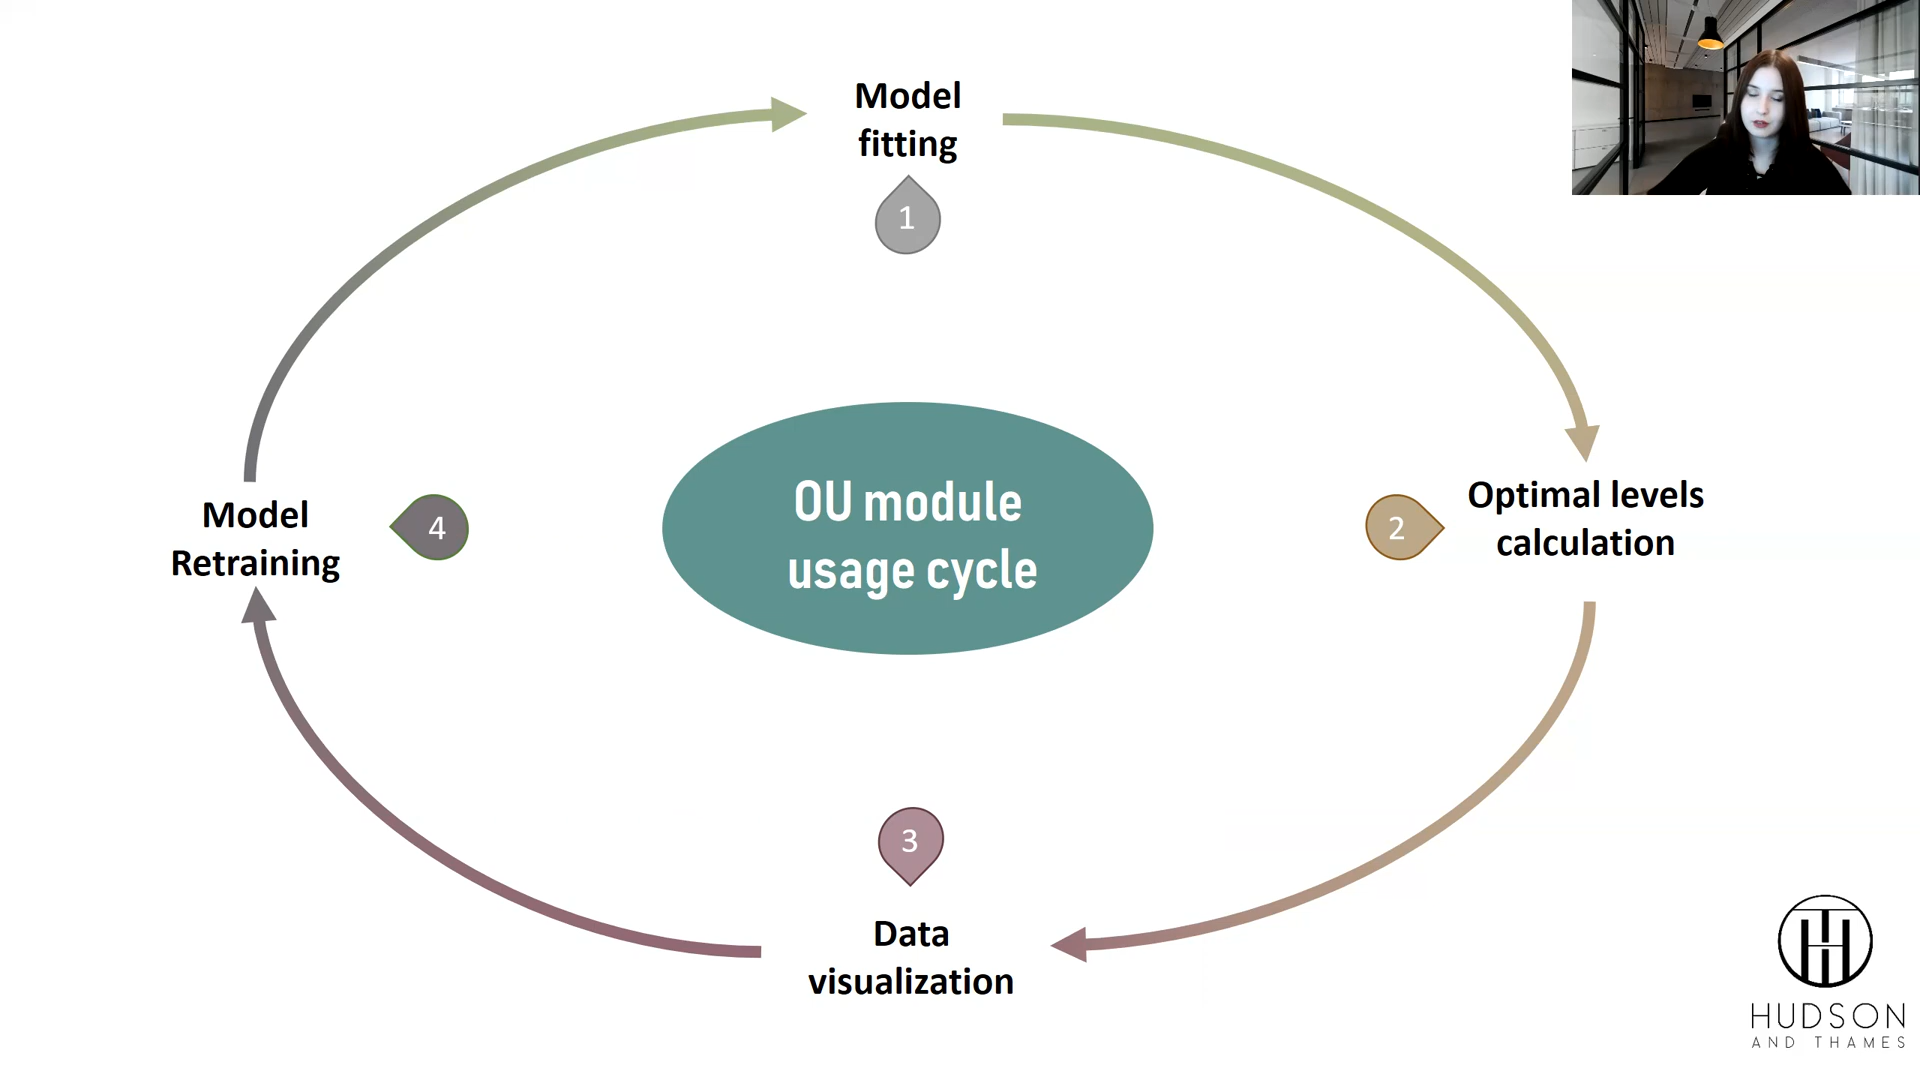 Model
fitting
1
OU module
usage cycle
Optimal levels
calculation
2
3
Data
visualization
Model
Retraining
4
HUDSON
AND THAMES